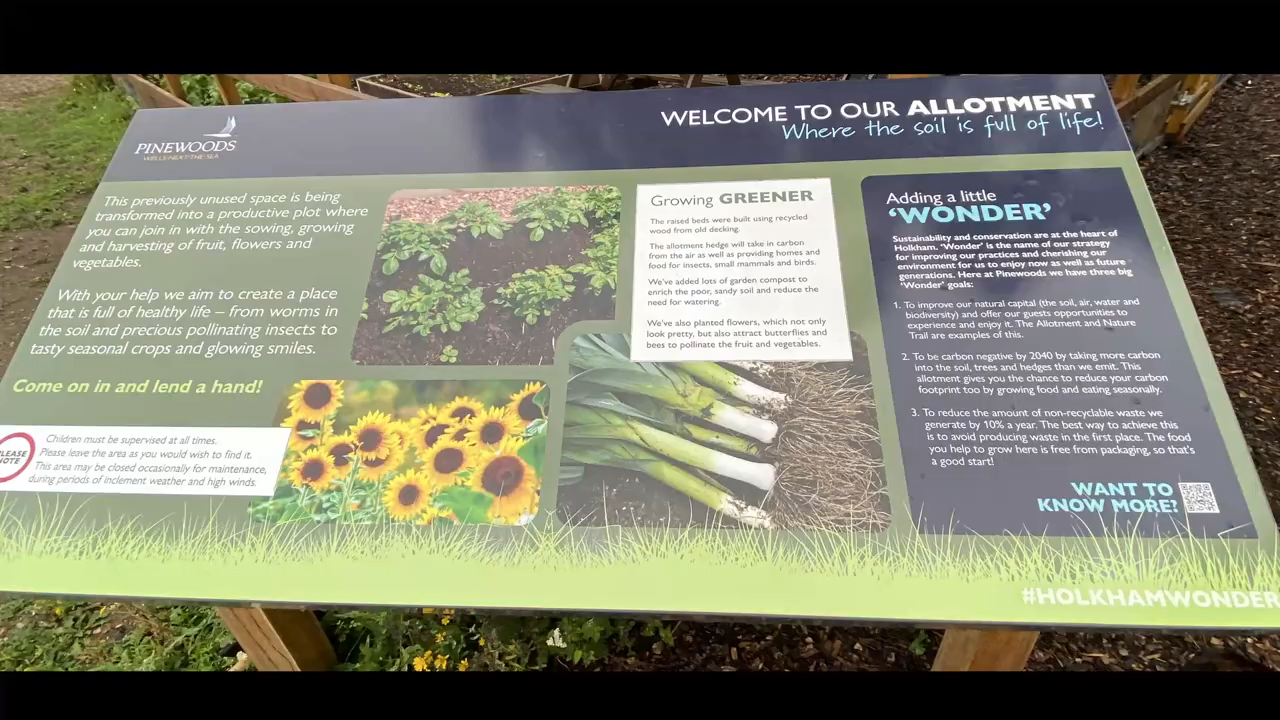 PINEWOODS
WELLS-NEXT-THE-SEA
WELCOME TO OUR ALLOTMENT
Where the soil is full of life!
This previously unused space is being
transformed into a productive plot where
you can join in with the sowing, growing
and harvesting of fruit, flowers and
vegetables.
With your help we aim to create a place
that is full of healthy life – from worms in
the soil and precious pollinating insects to
tasty seasonal crops and glowing smiles.
Come on in and lend a hand!
PLEASE
NOTE
Children must be supervised at all times.
Please leave the area as you would wish to find it.
This area may be closed occasionally for maintenance,
during periods of inclement weather and high winds.
Growing GREENER
The raised beds were built using recycled
wood from old decking.
The allotment hedge will take in carbon
from the air as well as providing homes and
food for insects, small mammals and birds.
We've added lots of garden compost to
enrich the poor, sandy soil and reduce the
need for watering.
We've also planted flowers, which not only
look pretty, but also attract butterflies and
bees to pollinate the fruit and vegetables.
Adding a little
'WONDER'
Sustainability and conservation are at the heart of
Holkham. 'Wonder' is the name of our strategy
for improving our practices and cherishing our
environment for us to enjoy now as well as future
generations. Here at Pinewoods we have three big
'Wonder' goals:
1. To improve our natural capital (the soil, air, water and
biodiversity) and offer our guests opportunities to
experience and enjoy it. The Allotment and Nature
Trail are examples of this.
2. To be carbon negative by 2040 by taking more carbon
into the soil, trees and hedges than we emit. This
allotment gives you the chance to reduce your carbon
footprint too by growing food and eating seasonally.
3. To reduce the amount of non-recyclable waste we
generate by 10% a year. The best way to achieve this
is to avoid producing waste in the first place. The food
you help to grow here is free from packaging, so that's
a good start!
WANT TO
KNOW MORE?
#HOLKHAMWONDER